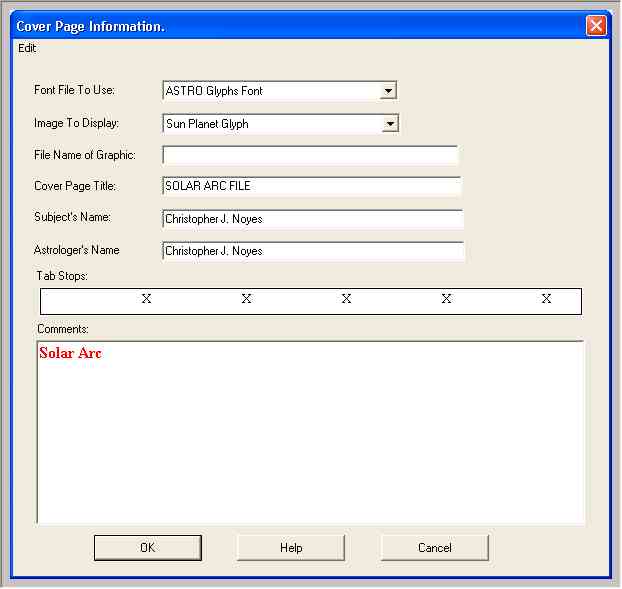 Cover Page Information.
Edit
Font File To Use: ASTRO Glyphs Font
Image To Display: Sun Planet Glyph
File Name of Graphic:
Cover Page Title: SOLAR ARC FILE
Subject's Name: Christopher J. Noyes
Astrologer's Name Christopher J. Noyes
Tab Stops:
X X X X X
Comments:
Solar Arc
OK Help Cancel